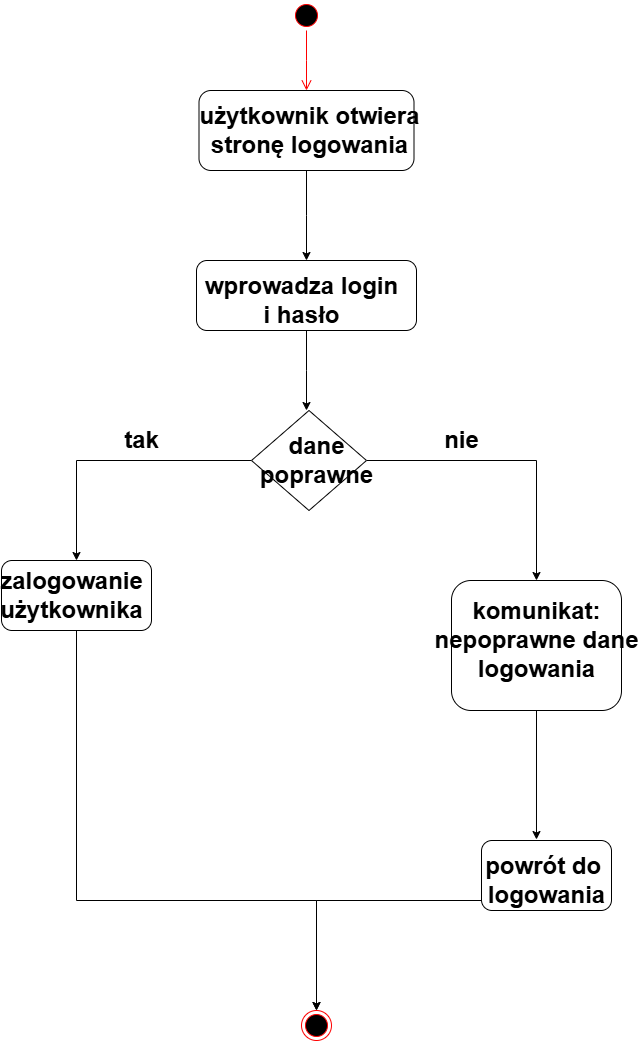 użytkownik otwiera
stronę logowania
wprowadza login
i hasło
dane
poprawne
tak
nie
zalogowanie
użytkownika
komunikat:
nepoprawne dane
logowania
powrót do
logowania